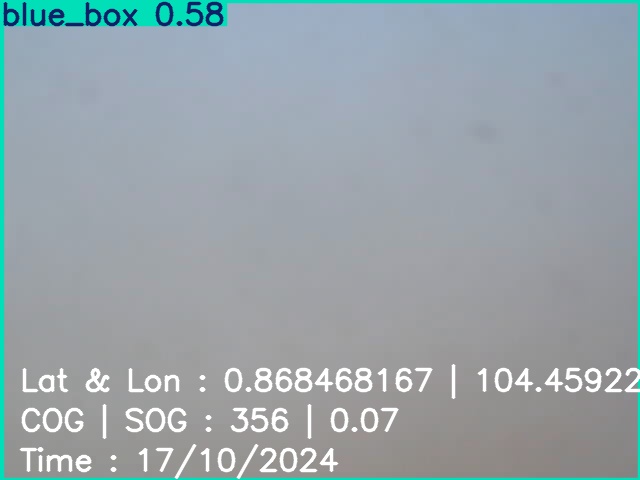 blue_box 0.58
Lat & Lon : 0.868468167 | 104.45922
COG | SOG : 356 | 0.07
Time : 17/10/2024